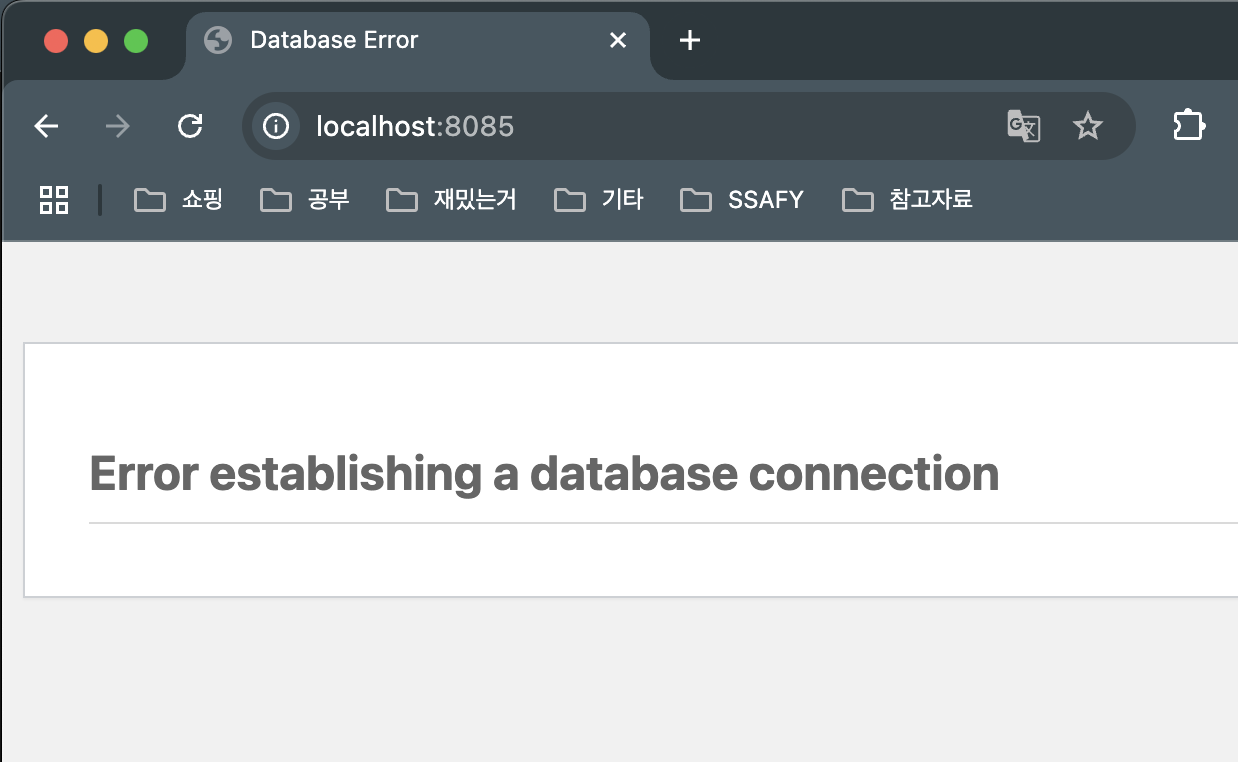 Database Error
localhost:8085
쇼핑 공부 재밌는거 기타 SSAFY 참고자료
Error establishing a database connection